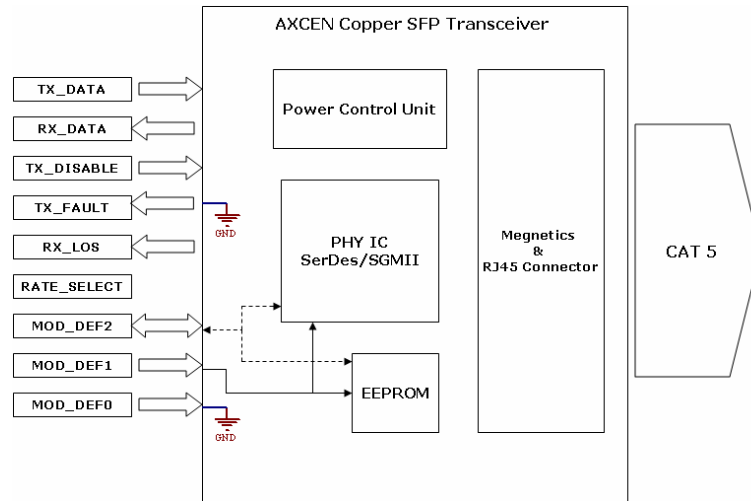 AXCEN Copper SFP Transceiver
TX_DATA
RX_DATA
TX_DISABLE
TX_FAULT
RX_LOS
RATE_SELECT
MOD_DEF2
MOD_DEF1
MOD_DEF0
GND
GND
Power Control Unit
PHY IC
SerDes/SGMII
EEPROM
Megnetics
&
RJ45 Connector
CAT 5